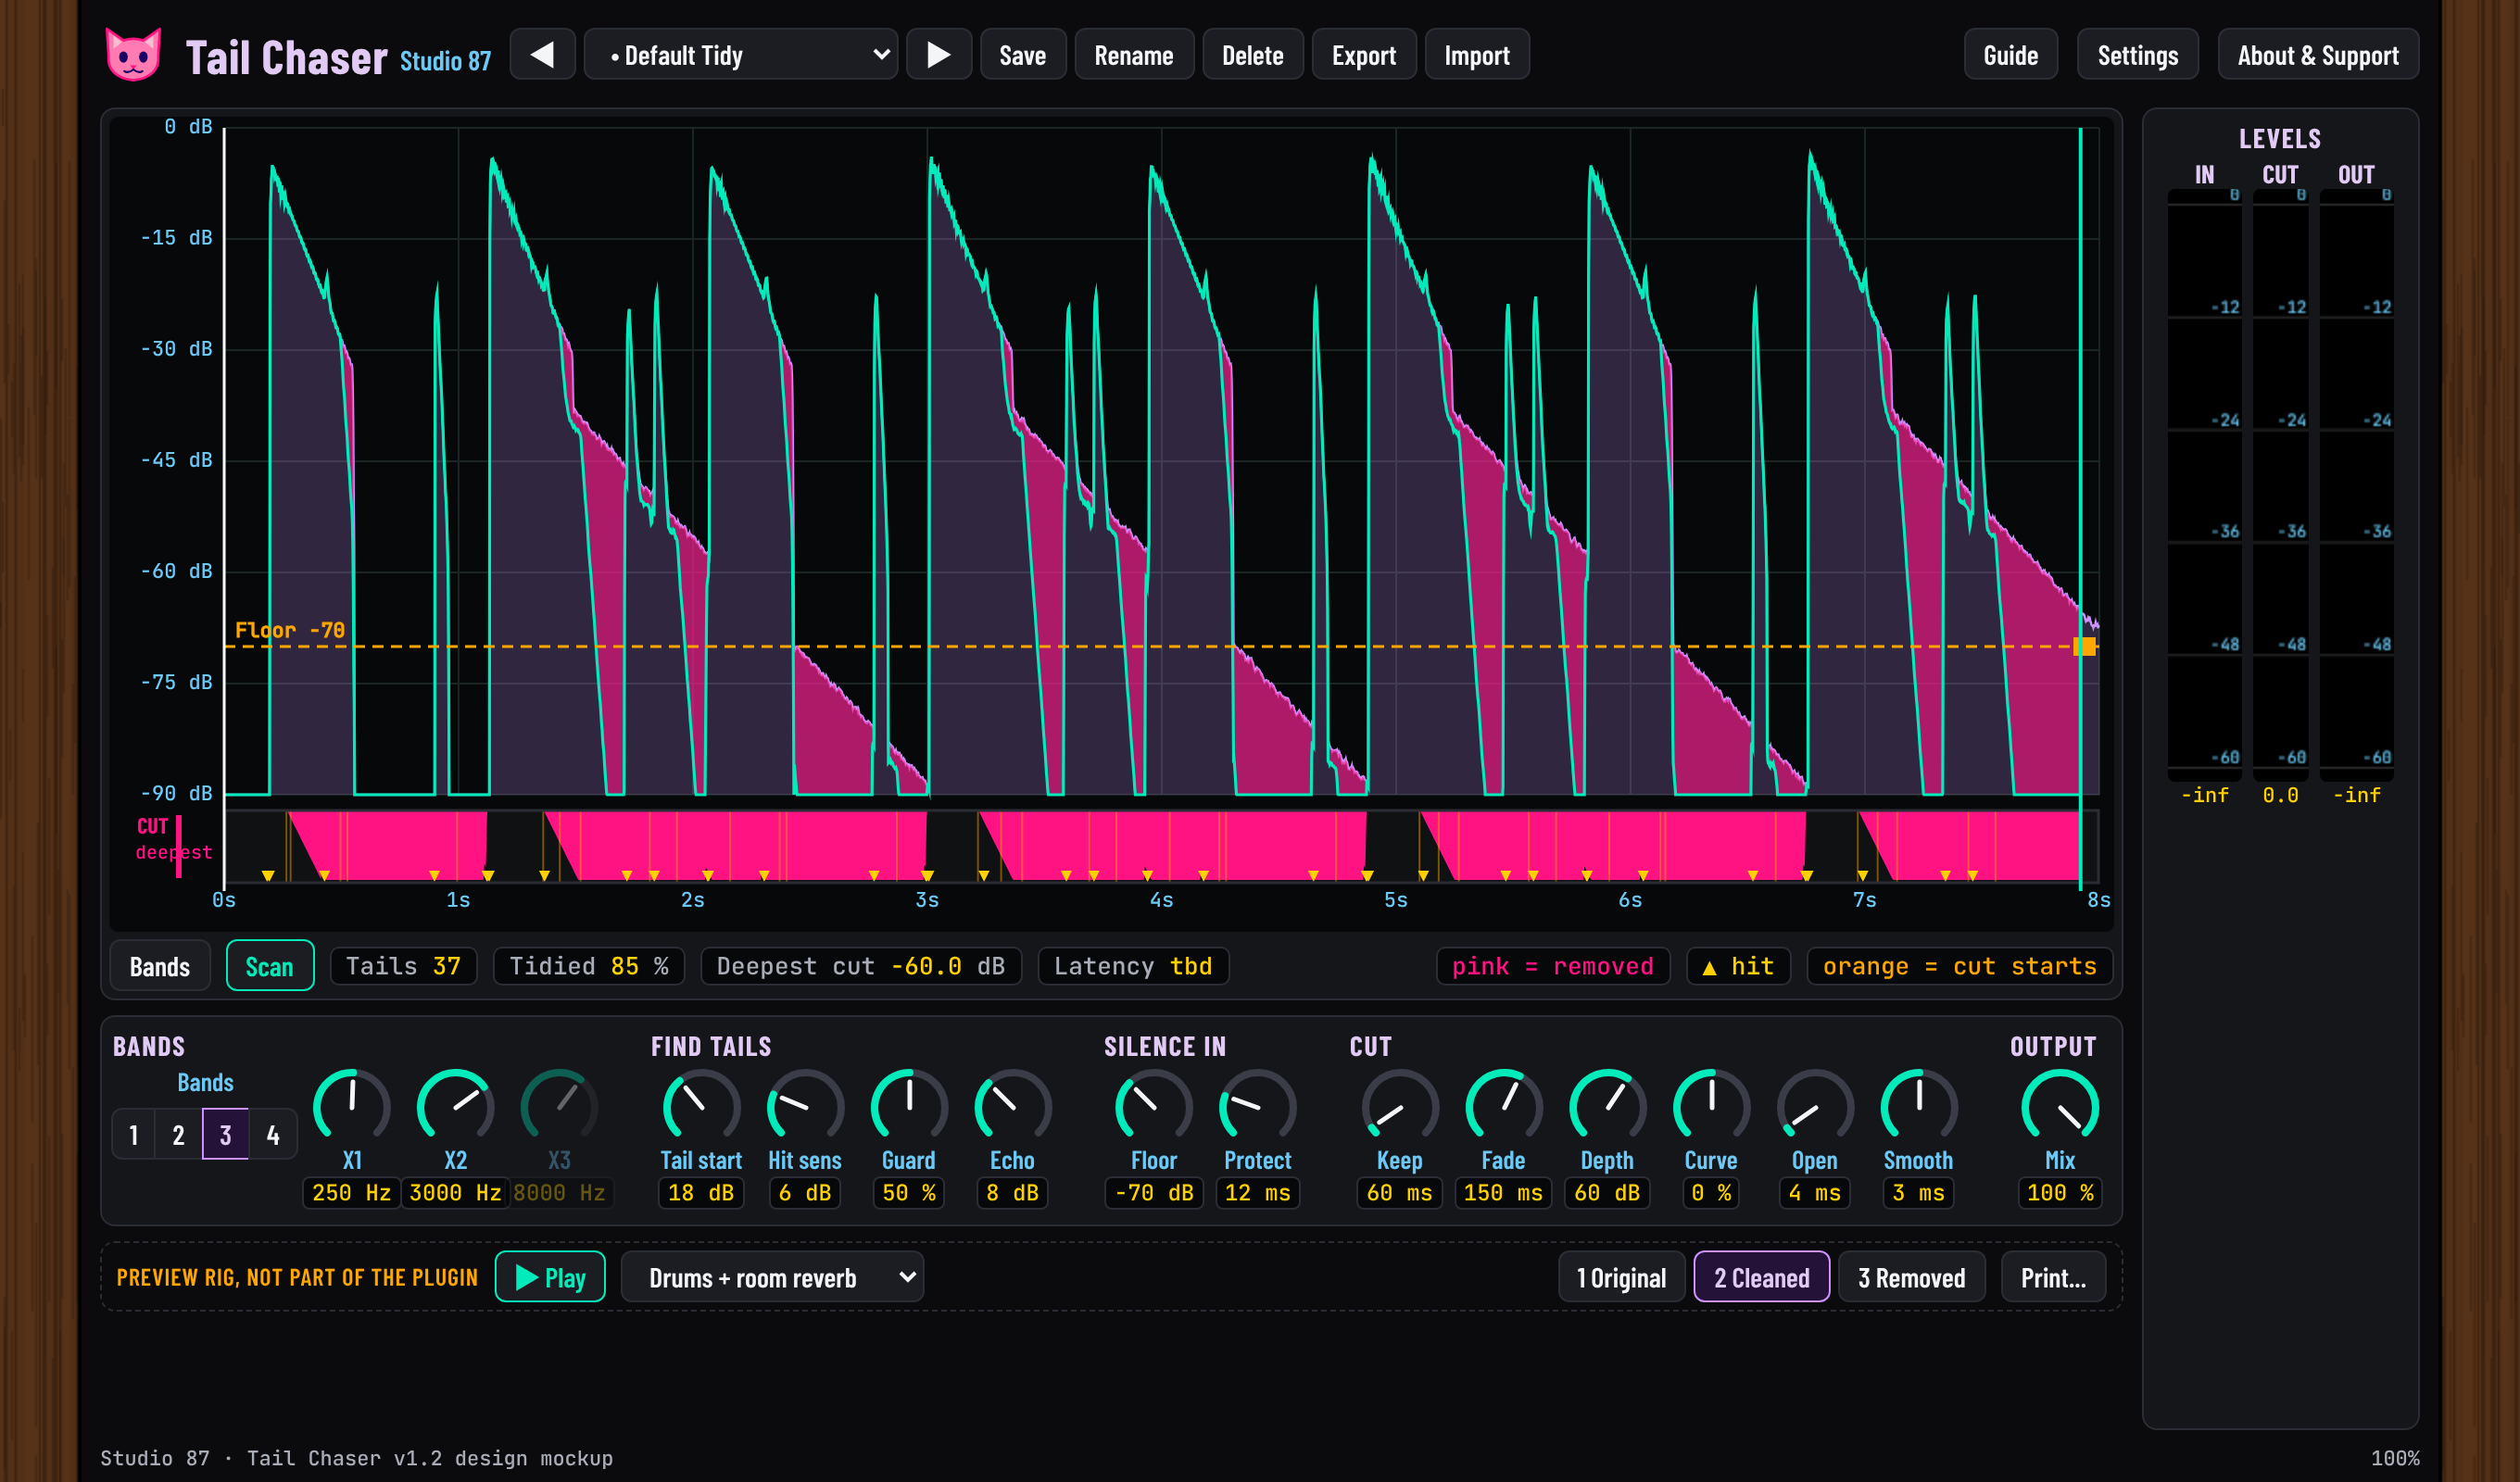 Tail Chaser Studio 87 ◀ • Default Tidy ▶ Save Rename Delete Export Import Guide Settings About & Support
0 dB
-15 dB
-30 dB
-45 dB
-60 dB
Floor -70
-75 dB
-90 dB
CUT
deepest
0s 1s 2s 3s 4s 5s 6s 7s 8s
LEVELS
IN CUT OUT
0 0 0
-12 -12 -12
-24 -24 -24
-36 -36 -36
-48 -48 -48
-60 -60 -60
-inf 0.0 -inf
Bands Scan Tails 37 Tidied 85 % Deepest cut -60.0 dB Latency tbd pink = removed ▲ hit orange = cut starts
BANDS FIND TAILS SILENCE IN CUT OUTPUT
Bands
1 2 3 4
X1 X2 X3 Tail start Hit sens Guard Echo Floor Protect Keep Fade Depth Curve Open Smooth Mix
250 Hz 3000 Hz 8000 Hz 18 dB 6 dB 50 % 8 dB -70 dB 12 ms 60 ms 150 ms 60 dB 0 % 4 ms 3 ms 100 %
PREVIEW RIG, NOT PART OF THE PLUGIN ▶ Play Drums + room reverb 1 Original 2 Cleaned 3 Removed Print...
Studio 87 · Tail Chaser v1.2 design mockup 100%